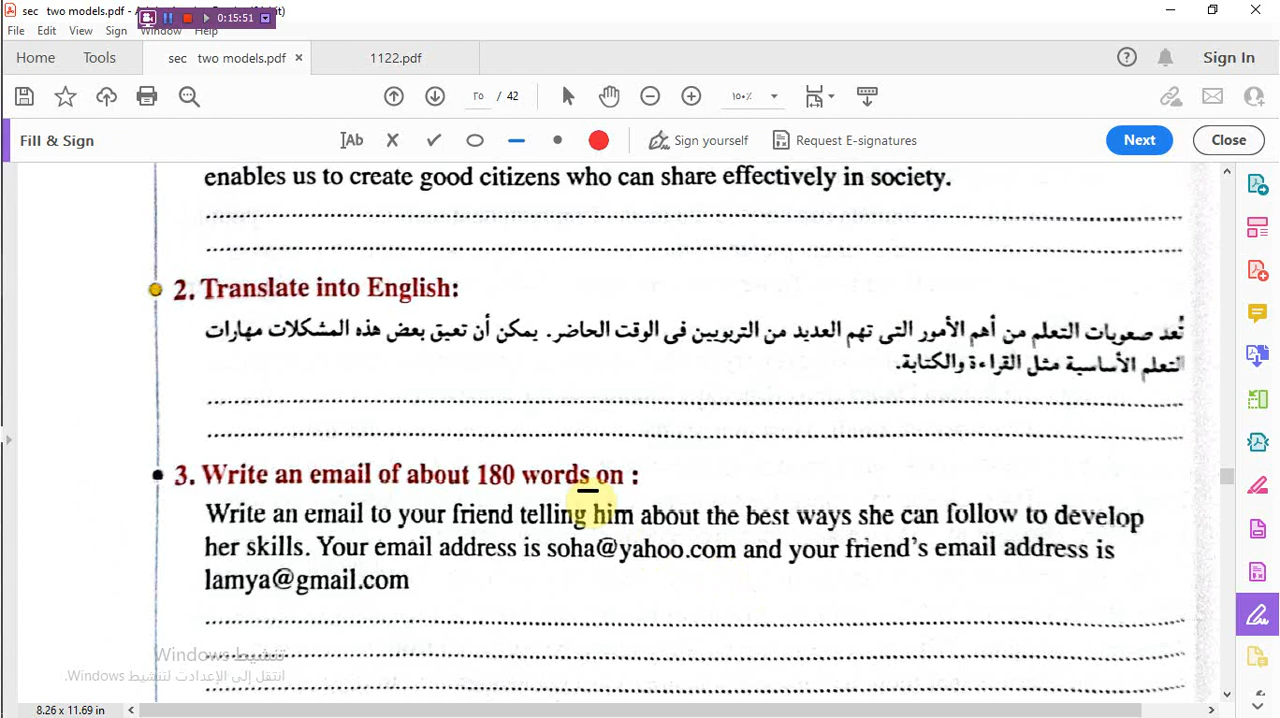 sec two models.pdf -
0:15:51
File Edit View Sign Window Help
Home Tools sec two models.pdf × 1122.pdf Sign In
٢٥ / 42 ١٥٠٪
Fill & Sign Ab Sign yourself Request E-signatures Next Close
enables us to create good citizens who can share effectively in society.
2. Translate into English:
تُعد صعوبات التعلم من أهم الأمور التى تهم العديد من التربويين فى الوقت الحاضر. يمكن أن تعيق بعض هذه المشكلات مهارات
التعلم الأساسية مثل القراءة والكتابة.
3. Write an email of about 180 words on :
Write an email to your friend telling him about the best ways she can follow to develop
her skills. Your email address is soha@yahoo.com and your friend's email address is
lamya@gmail.com
تنشيط Windows
انتقل إلى الإعدادات لتنشيط Windows.
8.26 x 11.69 in